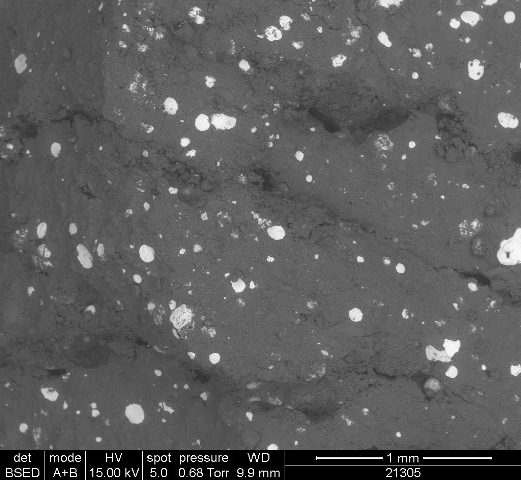 det mode HV spot pressure WD 1 mm
BSED A+B 15.00 kV 5.0 0.68 Torr 9.9 mm 21305